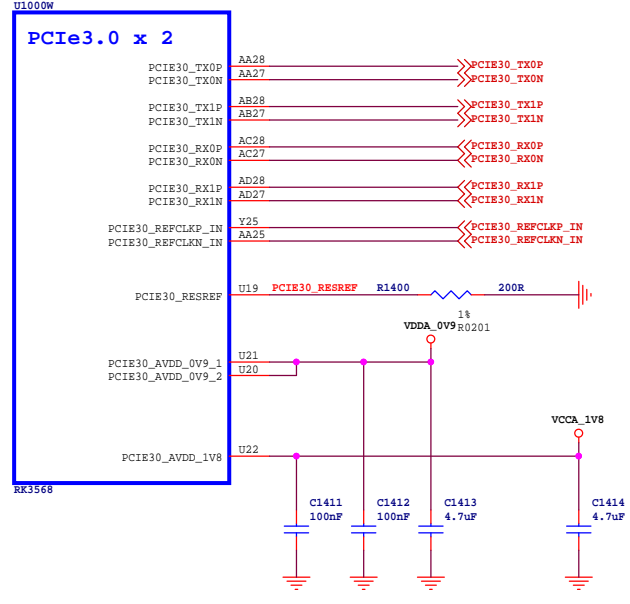 U1000W
PCIe3.0 x 2
PCIE30_TX0P AA28 PCIE30_TX0P
PCIE30_TX0N AA27 PCIE30_TX0N
PCIE30_TX1P AB28 PCIE30_TX1P
PCIE30_TX1N AB27 PCIE30_TX1N
PCIE30_RX0P AC28 PCIE30_RX0P
PCIE30_RX0N AC27 PCIE30_RX0N
PCIE30_RX1P AD28 PCIE30_RX1P
PCIE30_RX1N AD27 PCIE30_RX1N
PCIE30_REFCLKP_IN Y25 PCIE30_REFCLKP_IN
PCIE30_REFCLKN_IN AA25 PCIE30_REFCLKN_IN
PCIE30_RESREF U19 PCIE30_RESREF R1400 200R
1%
VDDA_0V9 R0201
PCIE30_AVDD_0V9_1 U21
PCIE30_AVDD_0V9_2 U20
VCCA_1V8
PCIE30_AVDD_1V8 U22
RK3568
C1411 C1412 C1413 C1414
100nF 100nF 4.7uF 4.7uF